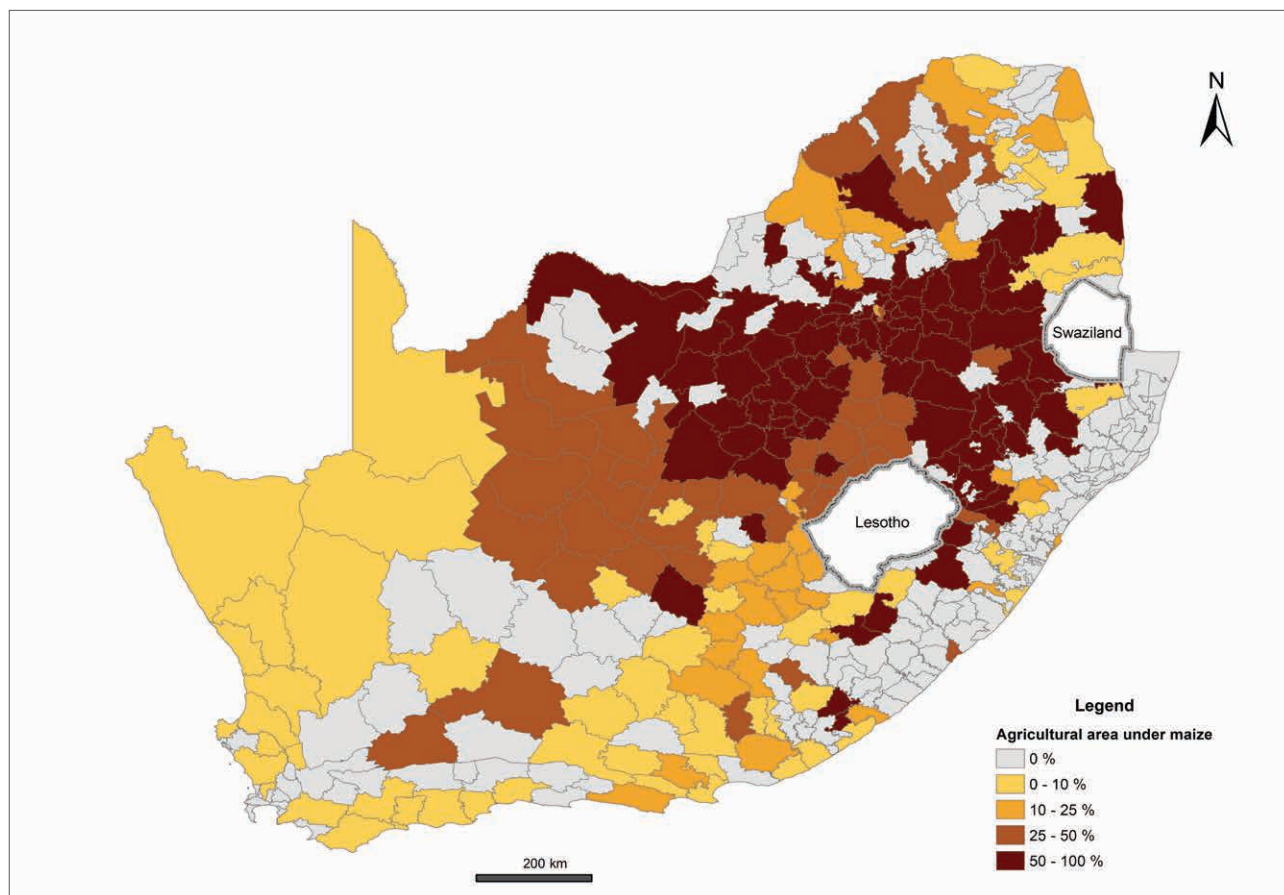 N
Swaziland
Lesotho
Legend
Agricultural area under maize
0 %
0 - 10 %
10 - 25 %
25 - 50 %
50 - 100 %
200 km